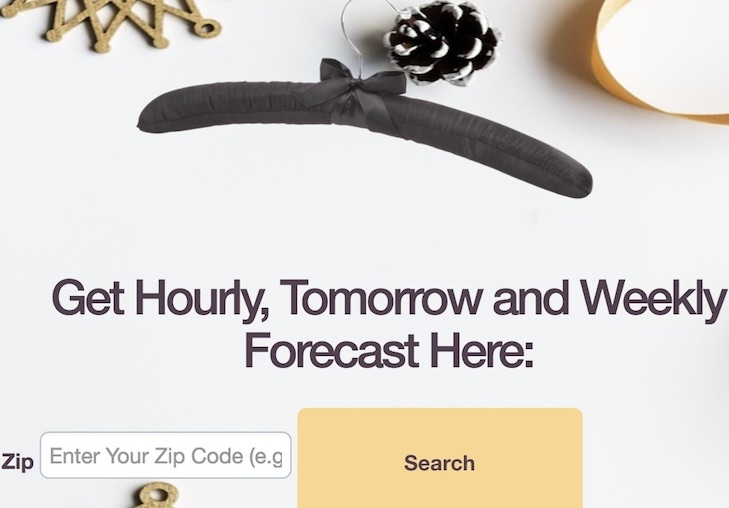 Get Hourly, Tomorrow and Weekly
Forecast Here:
Zip Enter Your Zip Code (e.g
Search